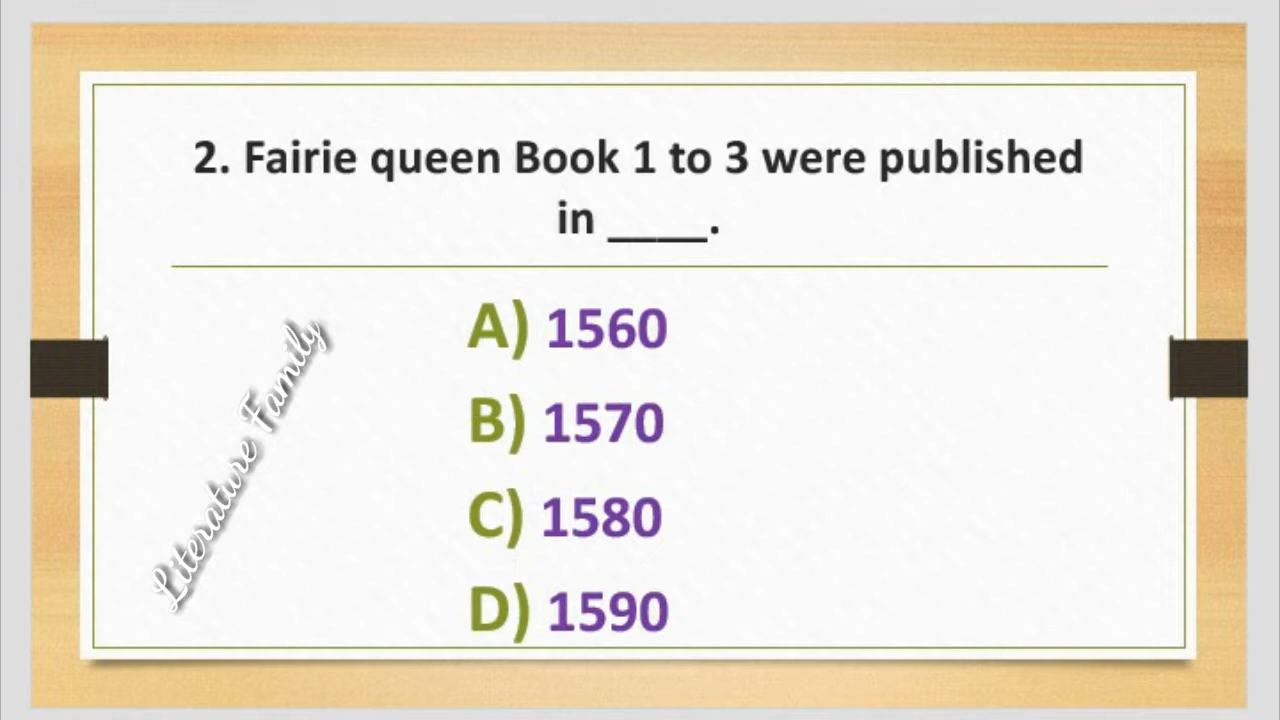 2. Fairie queen Book 1 to 3 were published
in ____.
A) 1560
B) 1570
C) 1580
D) 1590
Literature Family